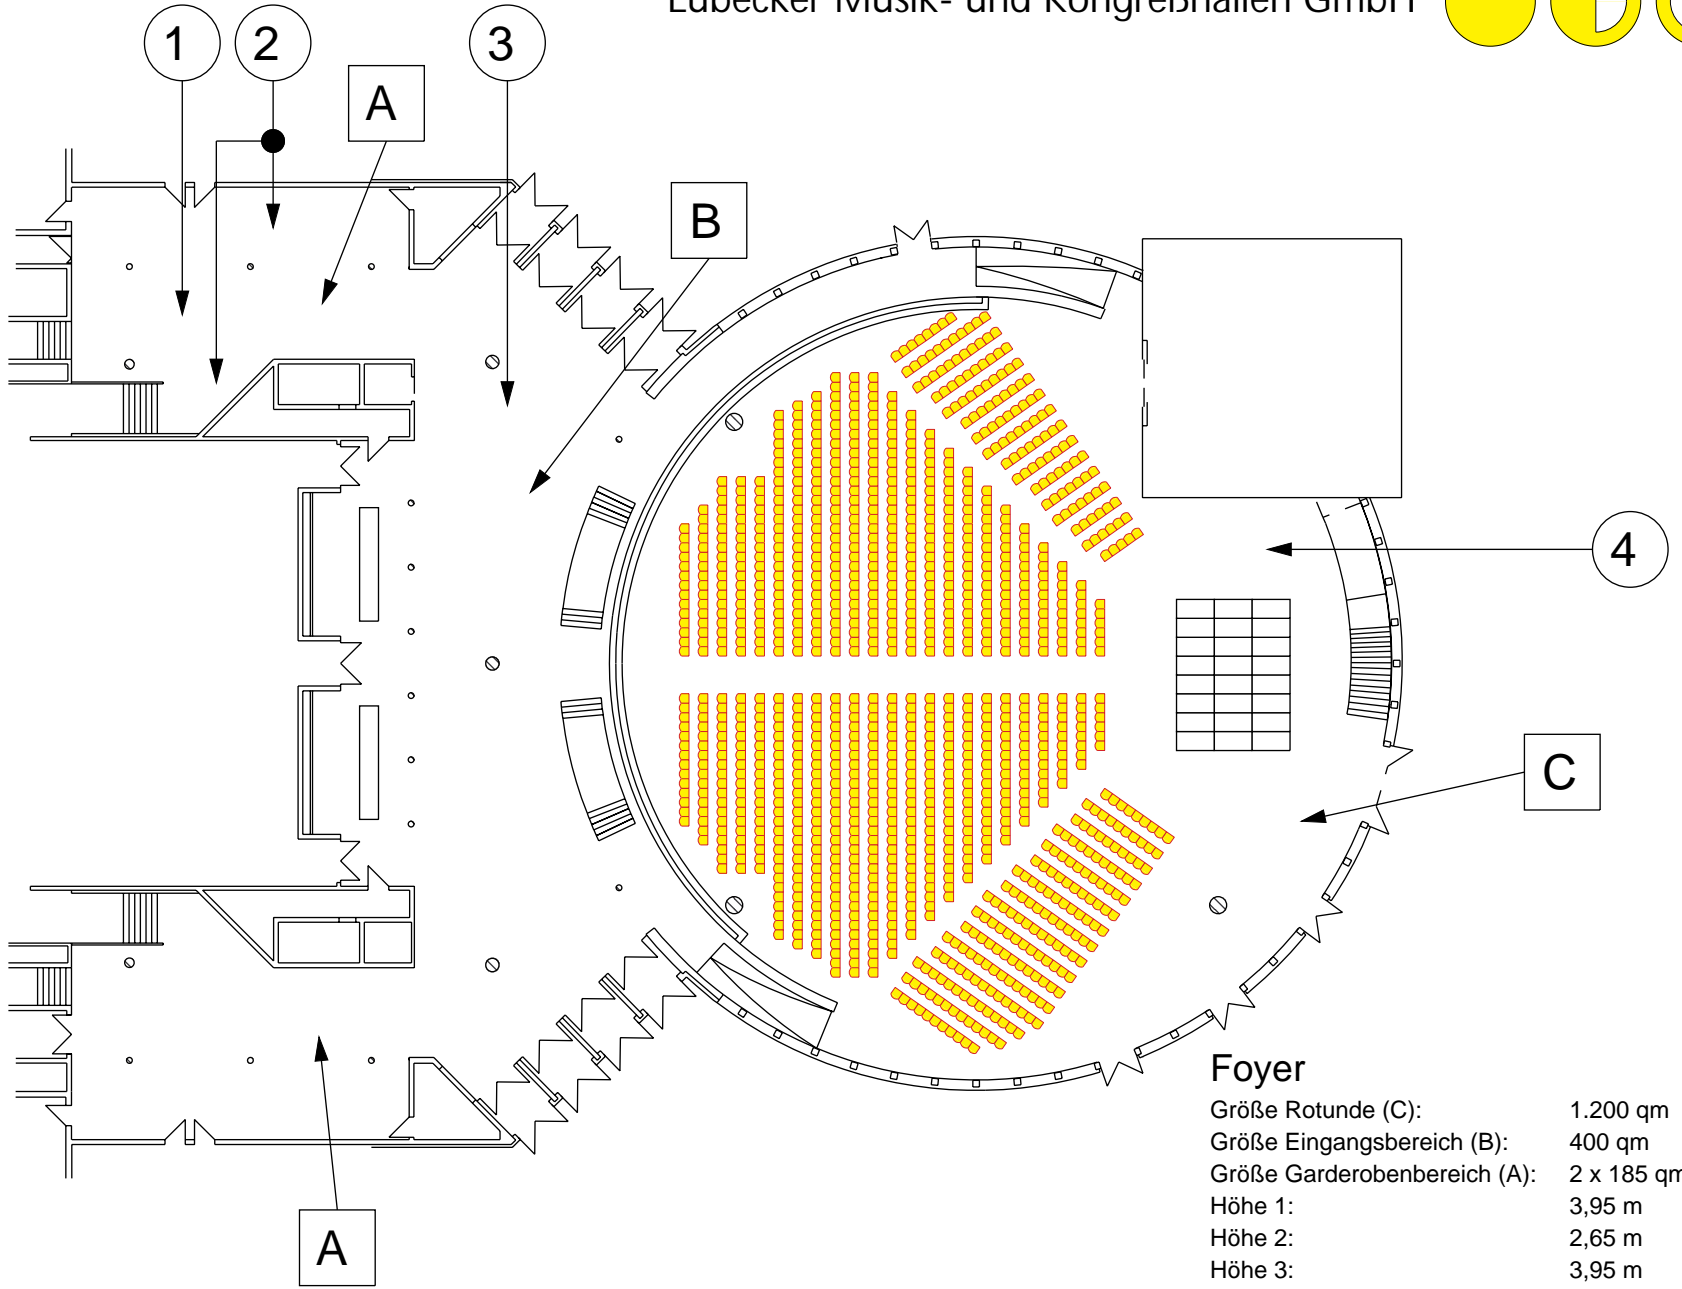 Lübecker Musik- und Kongreßhallen GmbH
1 2 3
A
B
4
C
A
Foyer
Größe Rotunde (C): 1.200 qm
Größe Eingangsbereich (B): 400 qm
Größe Garderobenbereich (A): 2 x 185 qm
Höhe 1: 3,95 m
Höhe 2: 2,65 m
Höhe 3: 3,95 m